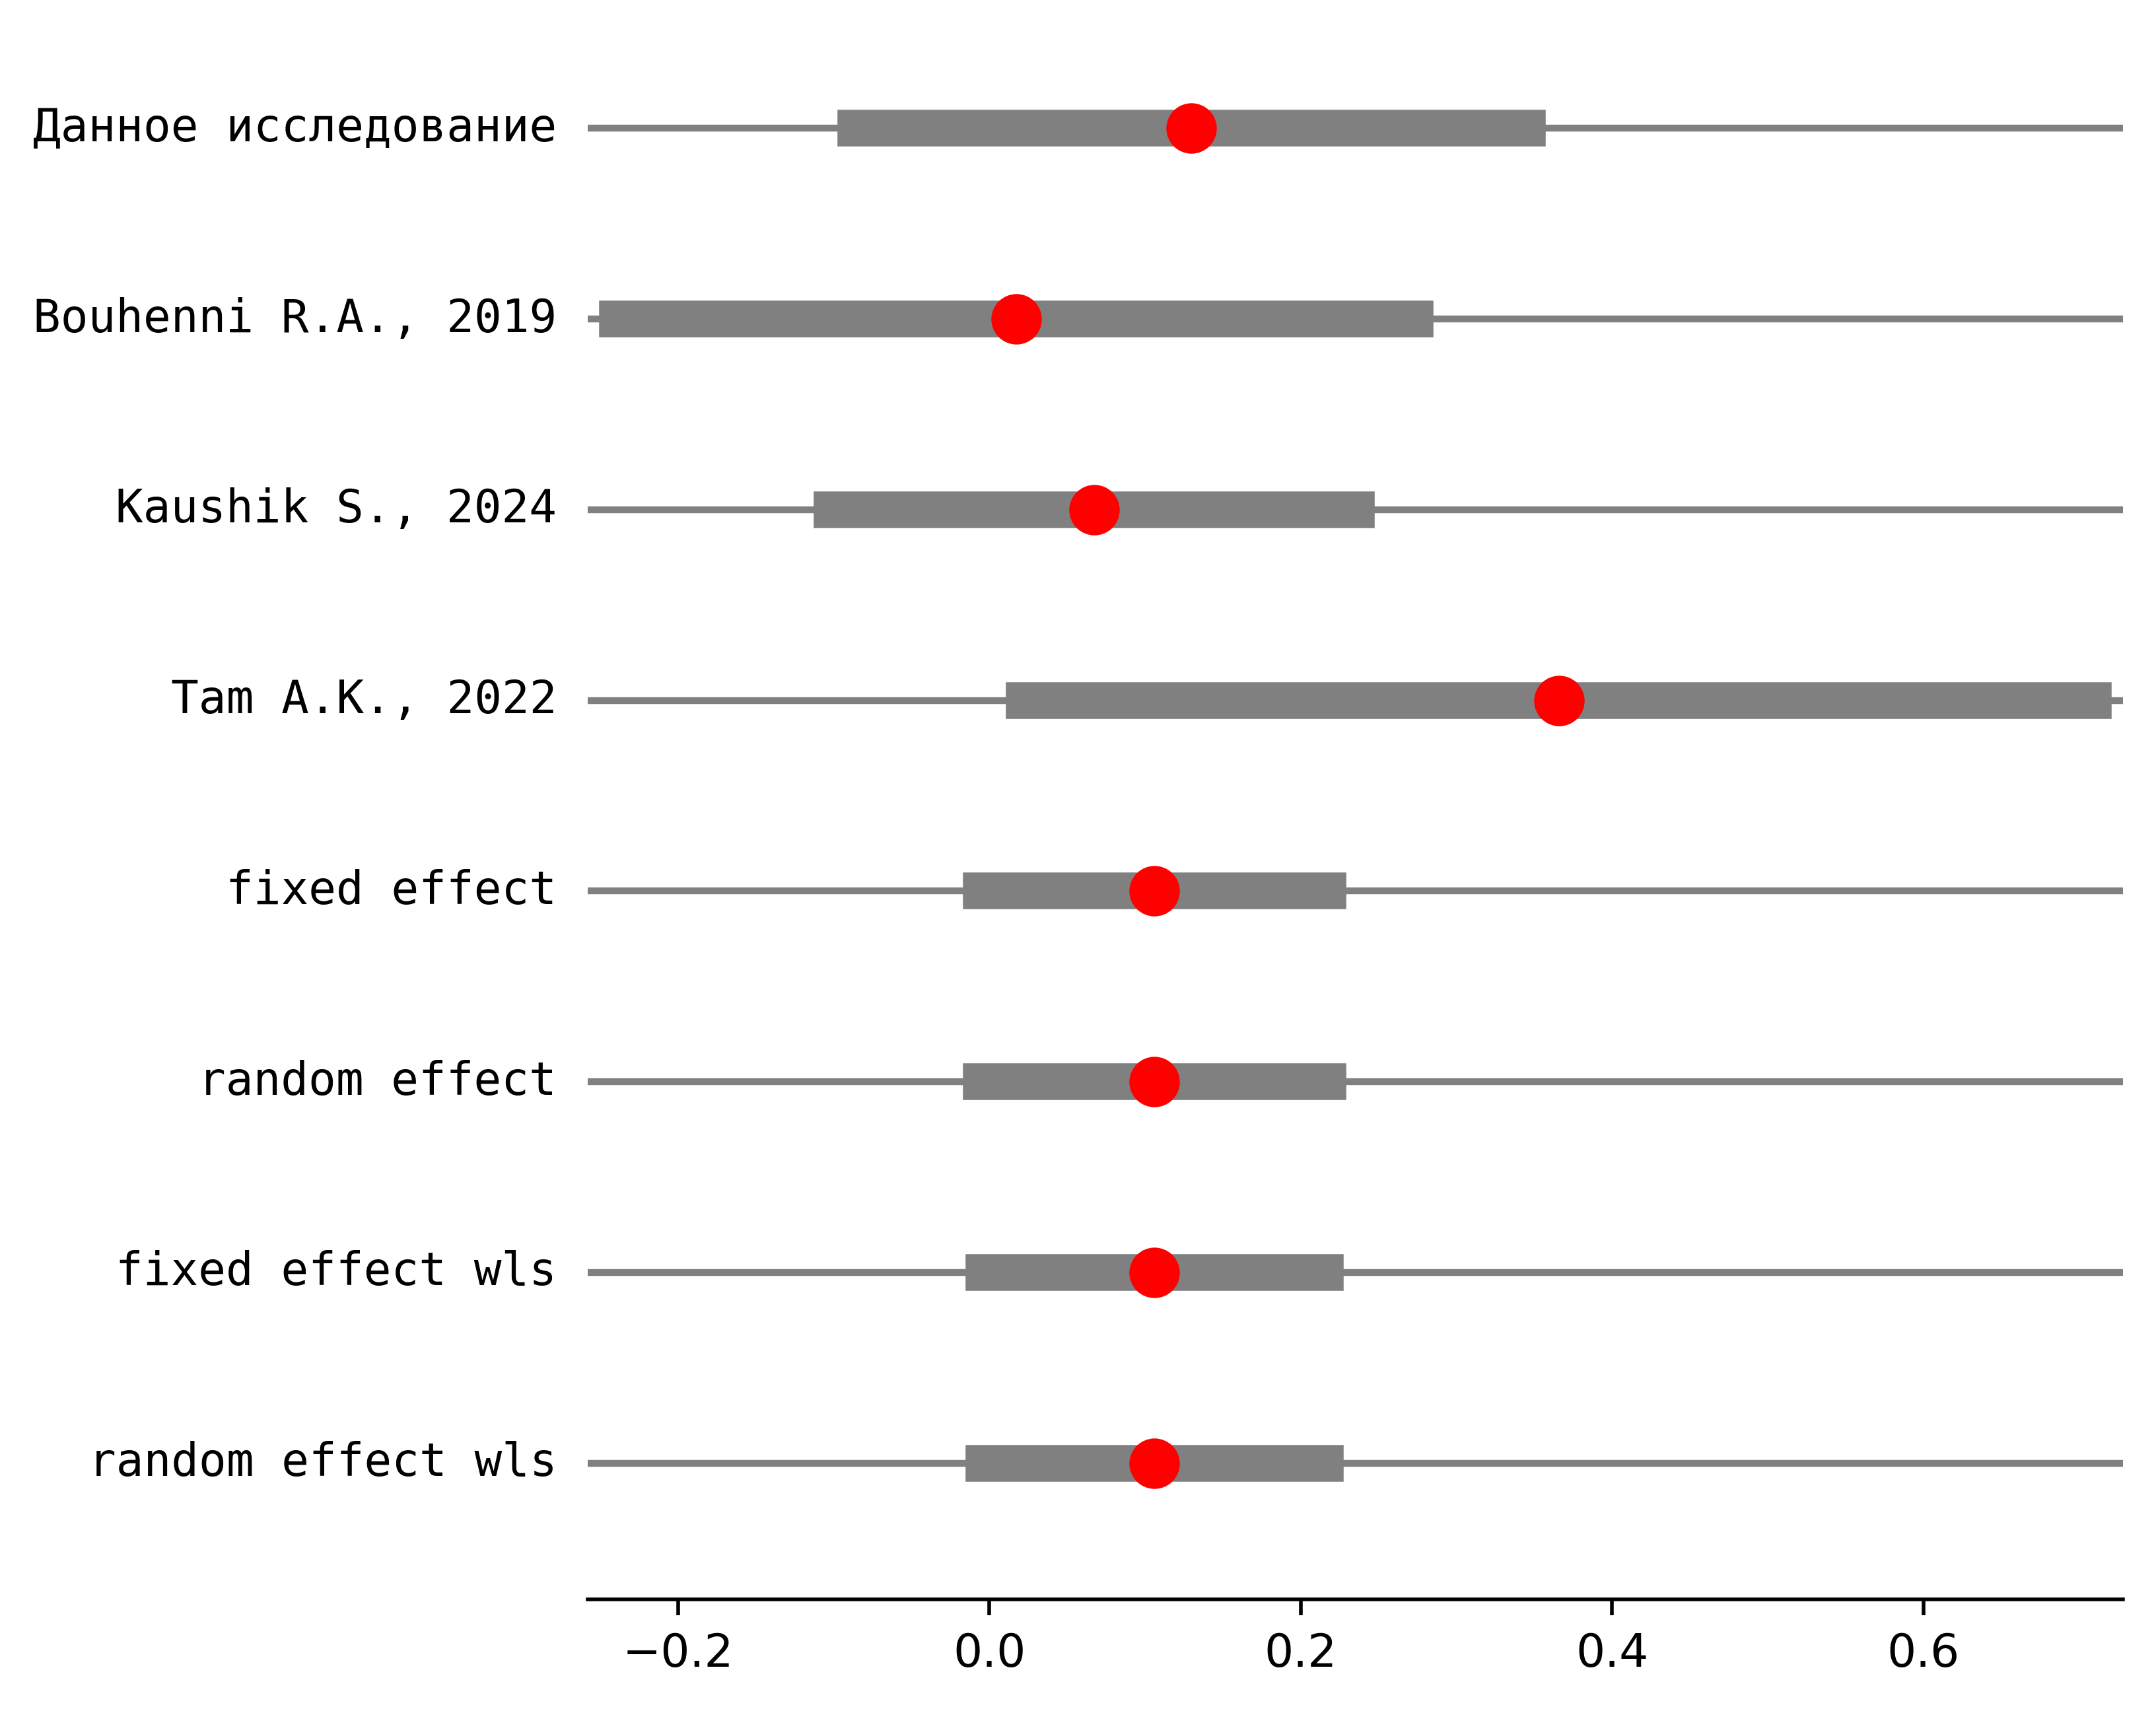 Данное исследование
Bouhenni R.A., 2019
Kaushik S., 2024
Tam A.K., 2022
fixed effect
random effect
fixed effect wls
random effect wls
−0.2 0.0 0.2 0.4 0.6